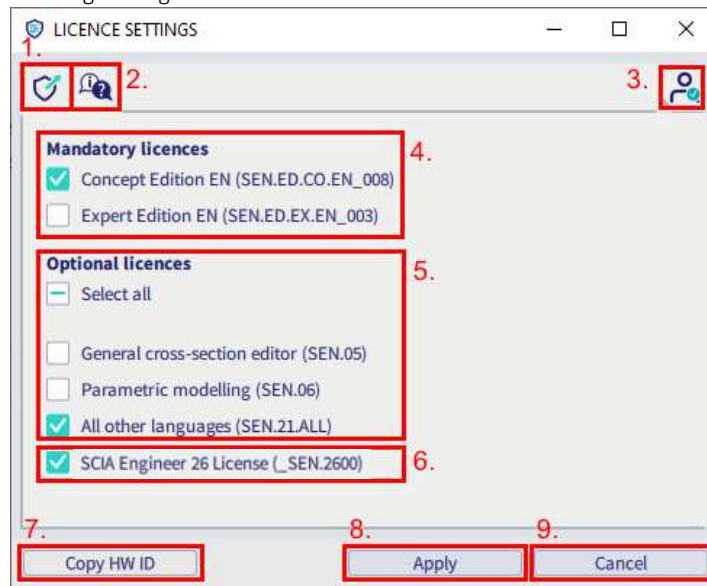 LICENCE SETTINGS
1.
2.
3.
Mandatory licences
4.
Concept Edition EN (SEN.ED.CO.EN_008)
Expert Edition EN (SEN.ED.EX.EN_003)
Optional licences
5.
Select all
General cross-section editor (SEN.05)
Parametric modelling (SEN.06)
All other languages (SEN.21.ALL)
SCIA Engineer 26 License (_SEN.2600)
6.
7.
8.
9.
Copy HW ID
Apply
Cancel